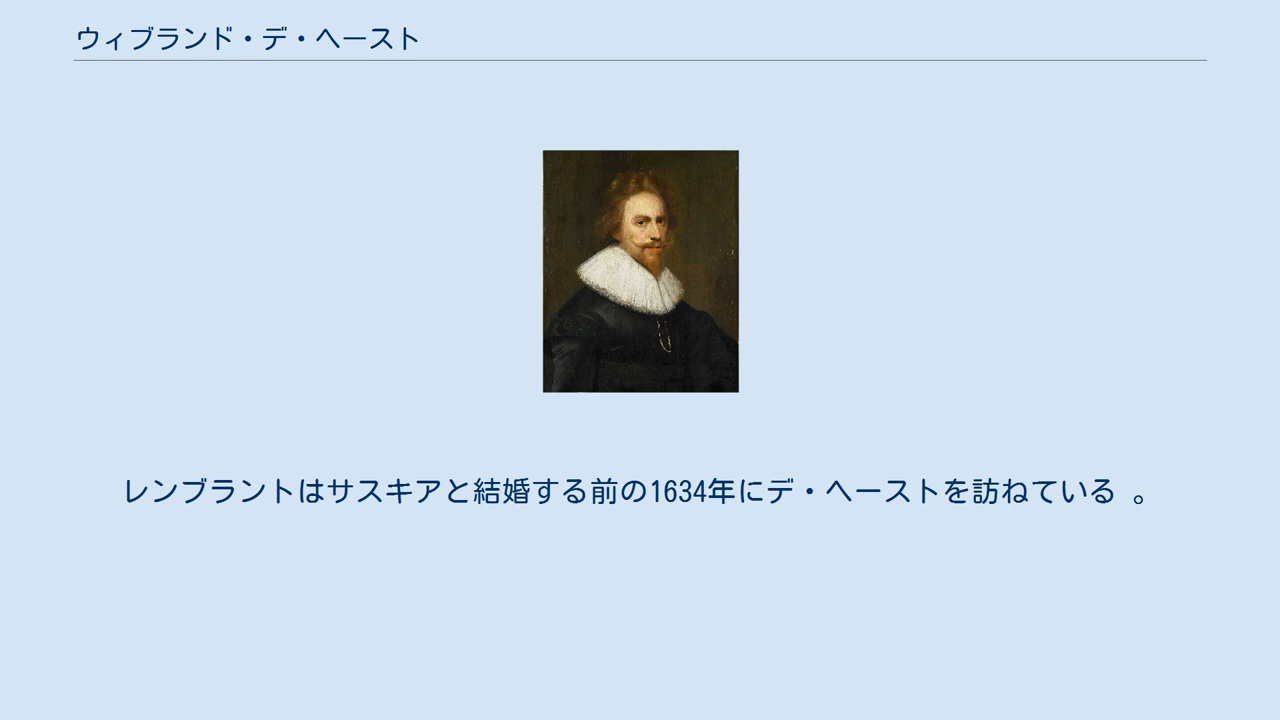 ウィブランド・デ・ヘースト
レンブラントはサスキアと結婚する前の1634年にデ・ヘーストを訪ねている 。